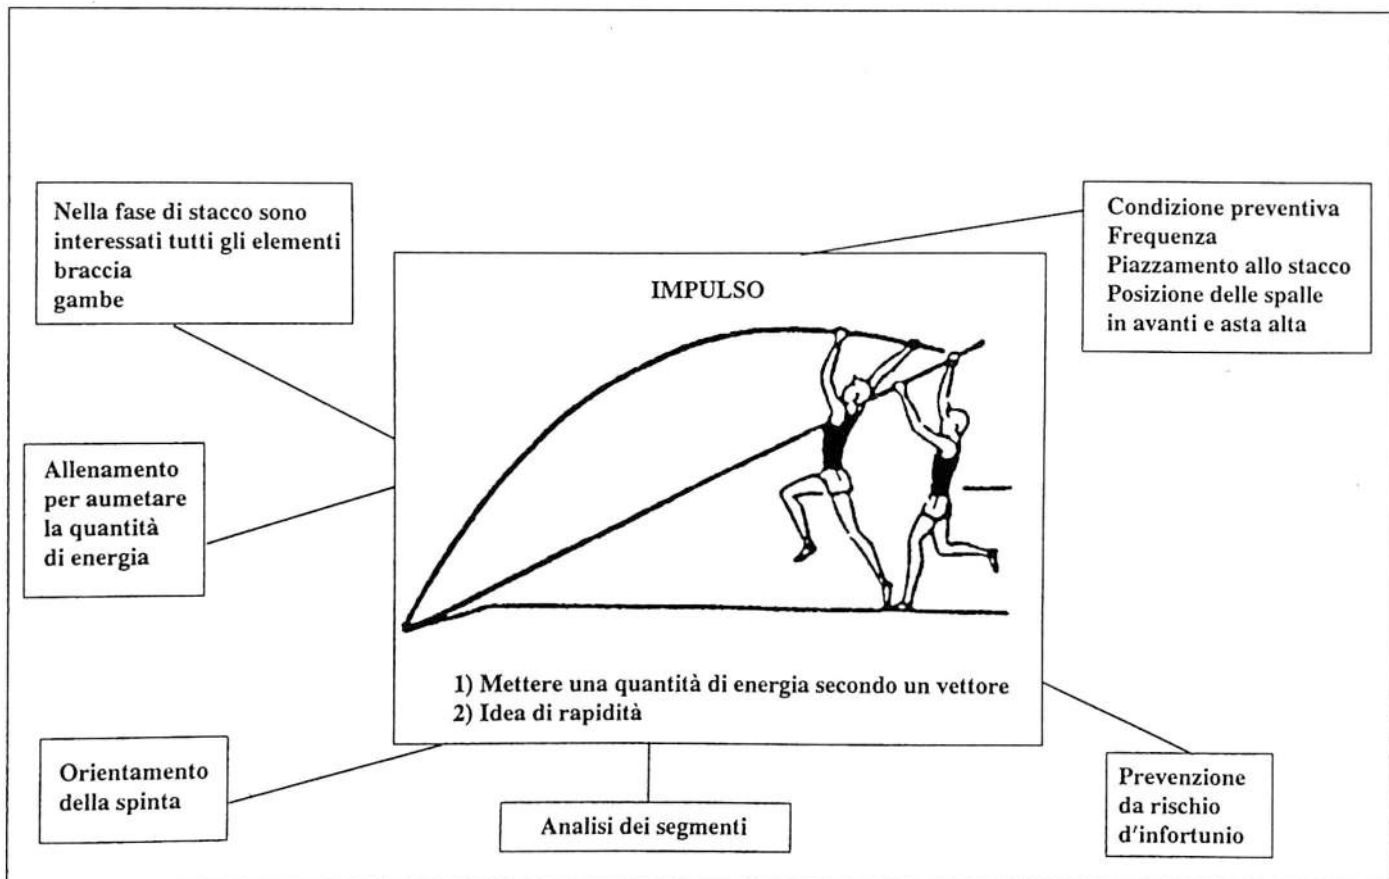 Nella fase di stacco sono
interessati tutti gli elementi
braccia
gambe
Condizione preventiva
Frequenza
Piazzamento allo stacco
Posizione delle spalle
in avanti e asta alta
IMPULSO
Allenamento
per aumetare
la quantità
di energia
1) Mettere una quantità di energia secondo un vettore
2) Idea di rapidità
Orientamento
della spinta
Analisi dei segmenti
Prevenzione
da rischio
d'infortunio